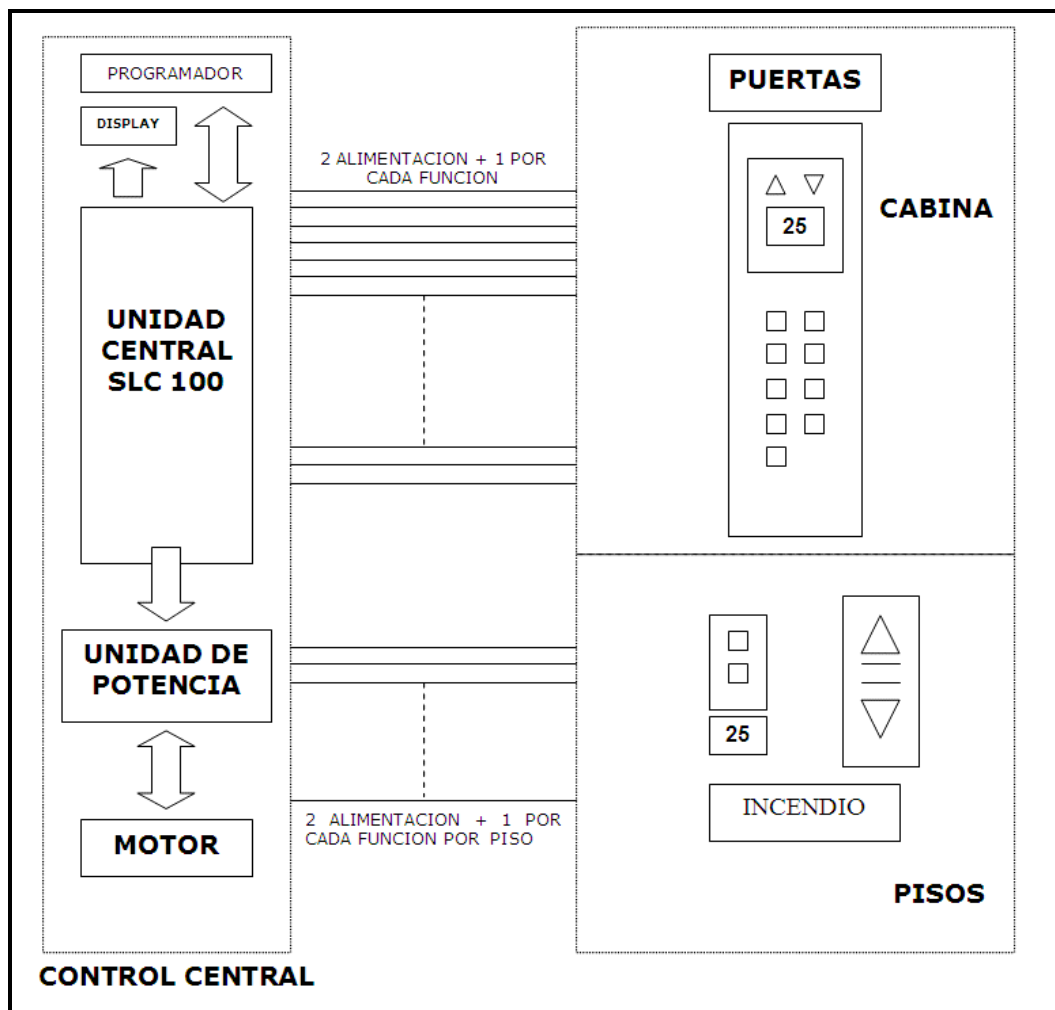 PROGRAMADOR
DISPLAY
UNIDAD
CENTRAL
SLC 100
UNIDAD DE
POTENCIA
MOTOR
CONTROL CENTRAL
2 ALIMENTACION + 1 POR
CADA FUNCION
2 ALIMENTACION + 1 POR
CADA FUNCION POR PISO
PUERTAS
25
CABINA
25
INCENDIO
PISOS